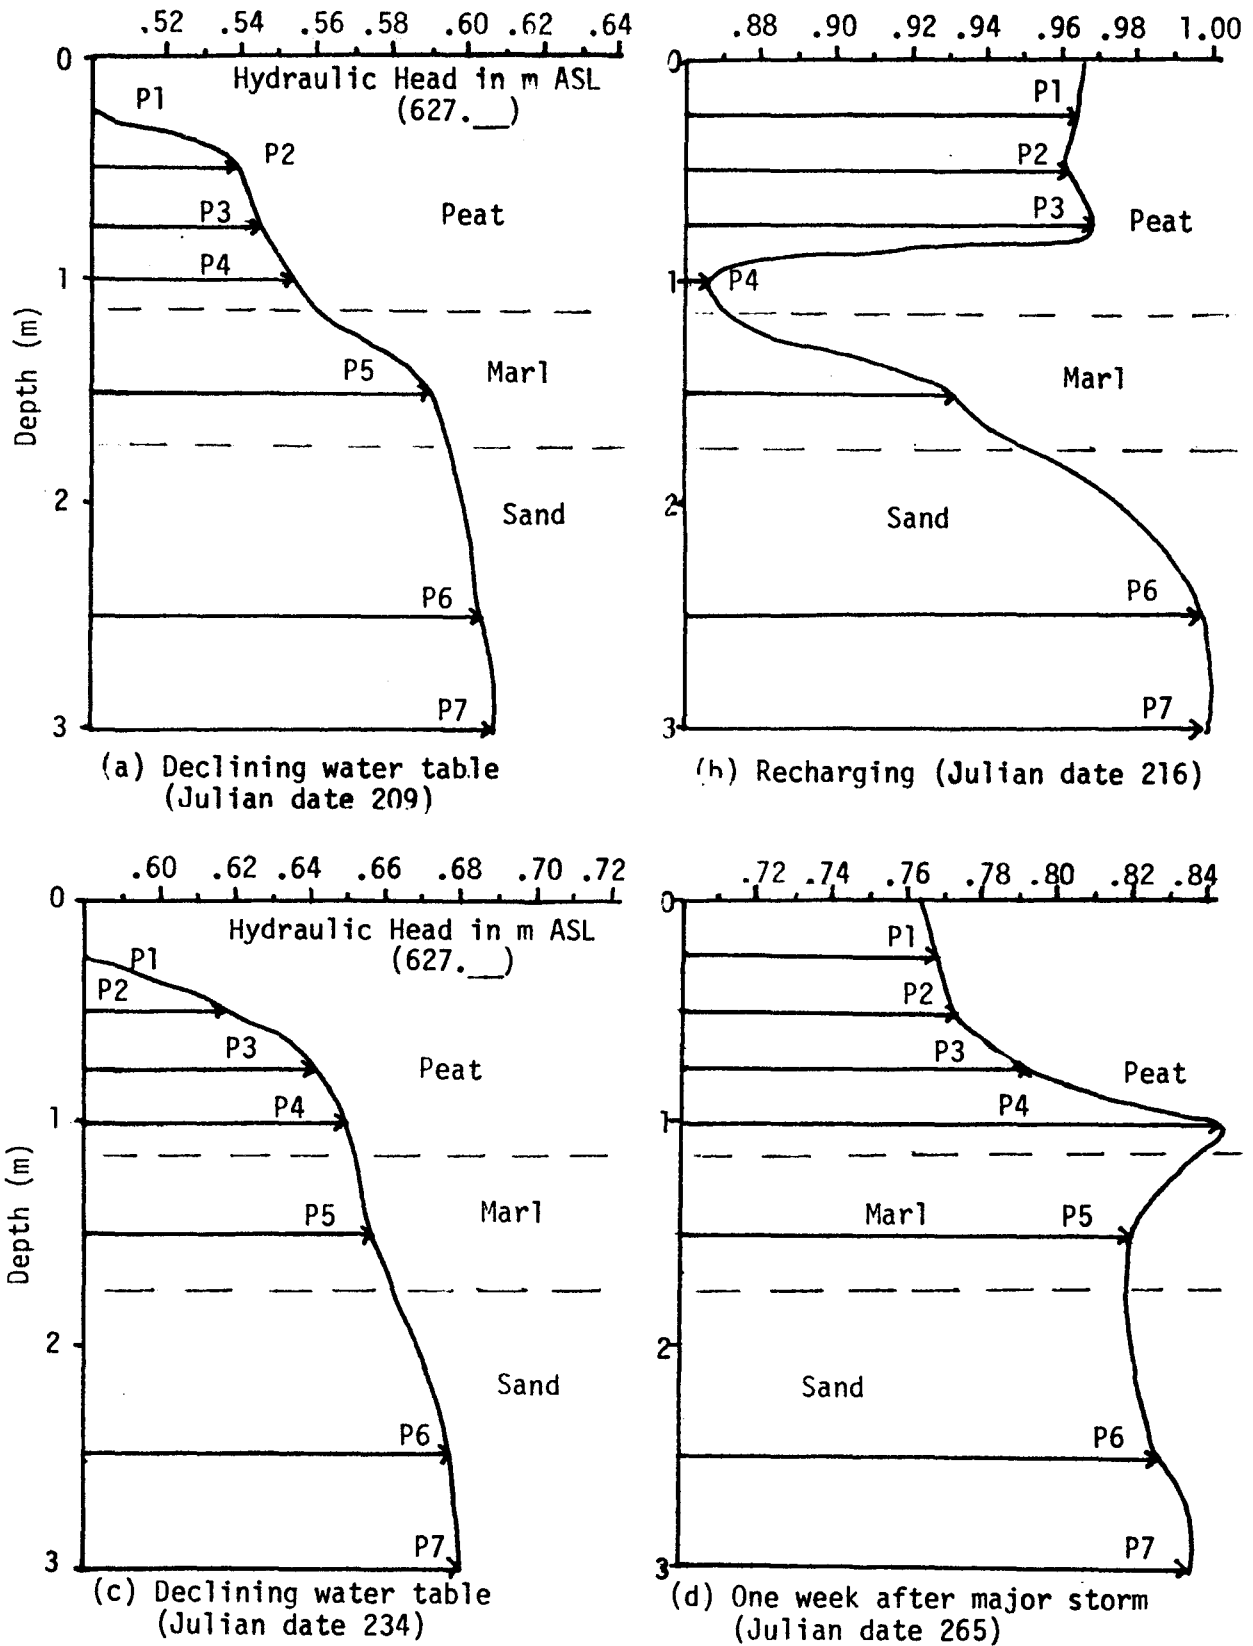 .52 .54 .56 .58 .60 .62 .64
0
Hydraulic Head in m ASL
(627.__)
P1
P2
P3
Peat
P4
1
P5
Marl
Depth (m)
2
Sand
P6
P7
3
(a) Declining water table
(Julian date 209)
.88 .90 .92 .94 .96 .98 1.00
0
P1
P2
P3
Peat
1
P4
Marl
2
Sand
P6
P7
3
(h) Recharging (Julian date 216)
.60 .62 .64 .66 .68 .70 .72
0
Hydraulic Head in m ASL
(627.__)
P1
P2
P3
Peat
P4
1
Depth (m)
P5
Marl
2
Sand
P6
P7
3
(c) Declining water table
(Julian date 234)
.72 .74 .76 .78 .80 .82 .84
0
P1
P2
P3
Peat
P4
1
Marl
P5
2
Sand
P6
P7
3
(d) One week after major storm
(Julian date 265)